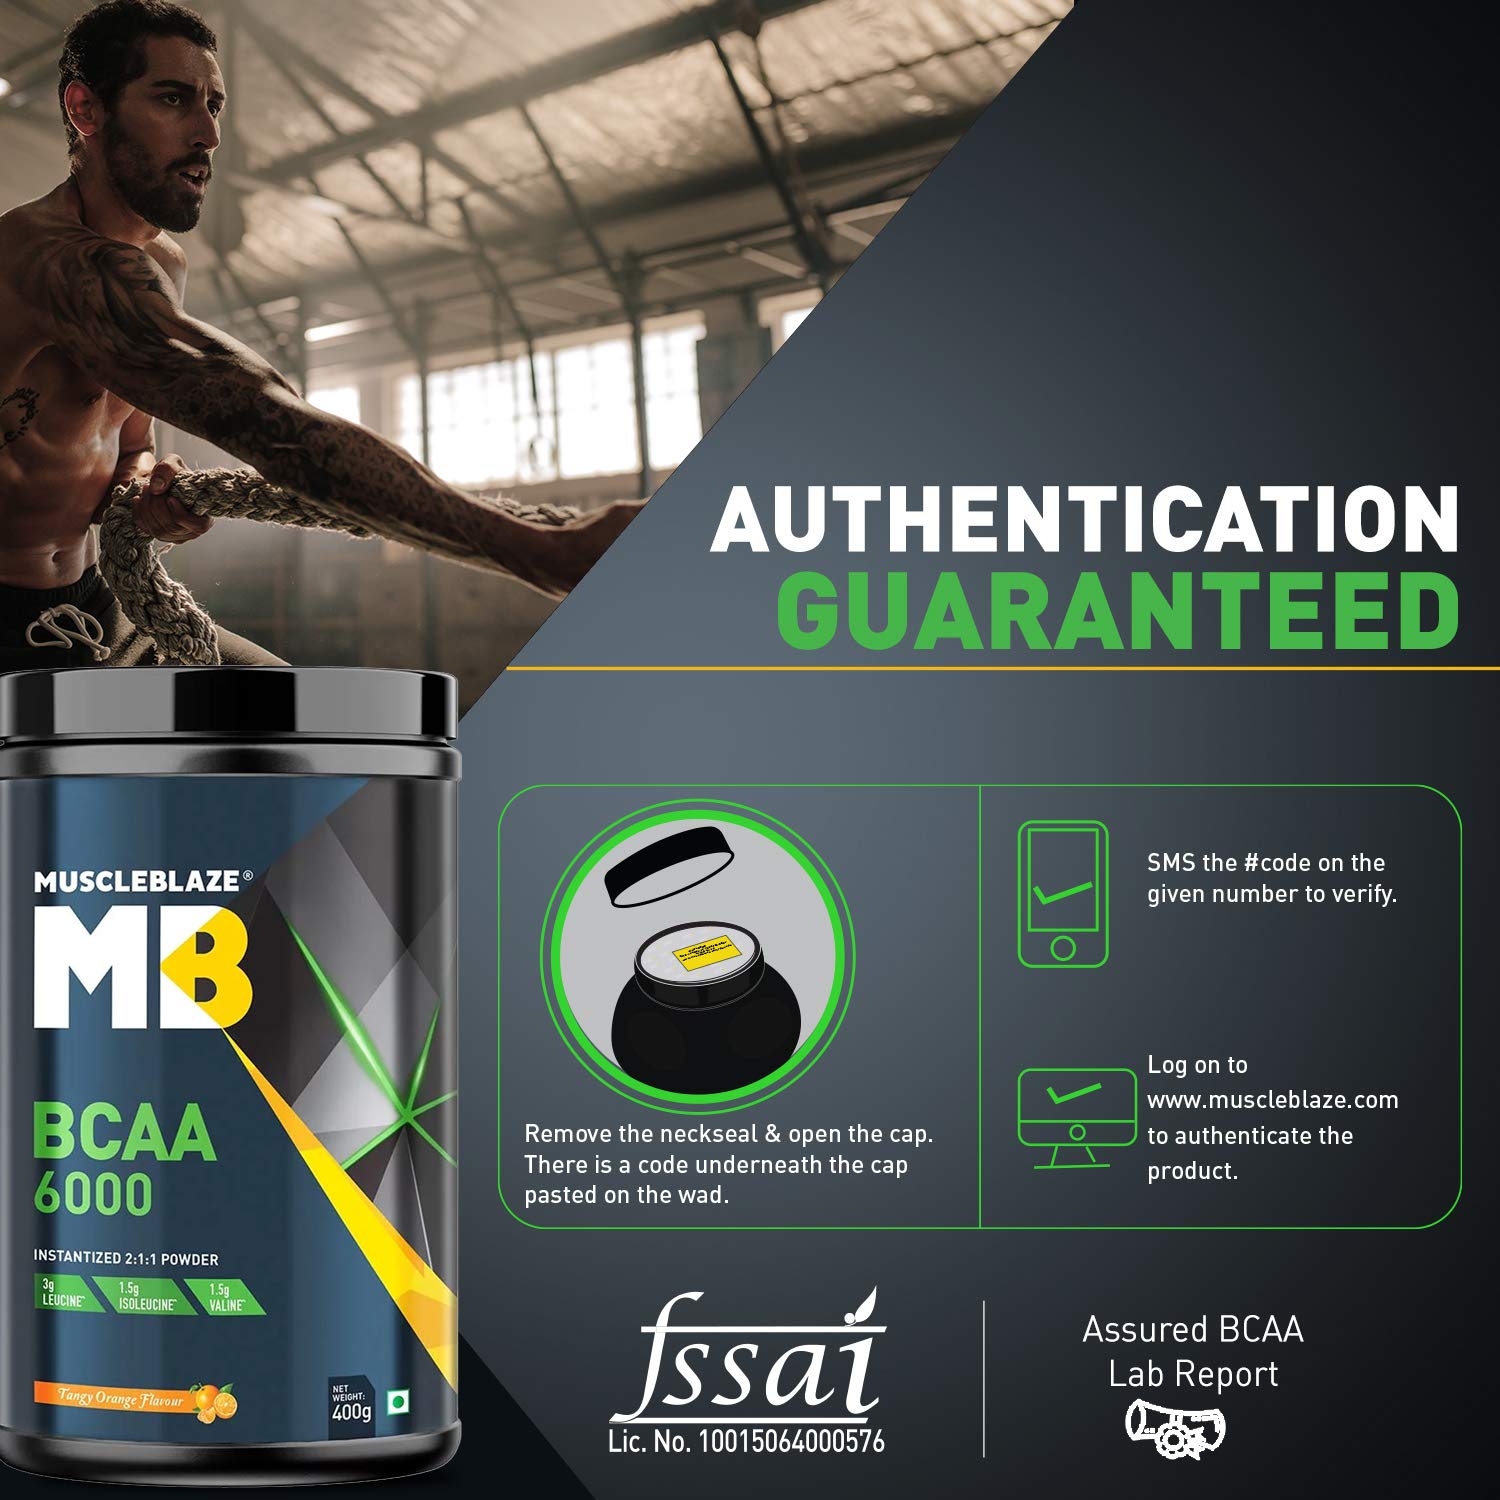 AUTHENTICATION
GUARANTEED
MUSCLEBLAZE®
MB
BCAA
6000
INSTANTIZED 2:1:1 POWDER
3g
LEUCINE^
1.5g
ISOLEUCINE^
1.5g
VALINE^
Tangy Orange Flavour
NET
WEIGHT:
400g
Remove the neckseal & open the cap.
There is a code underneath the cap
pasted on the wad.
SMS the #code on the
given number to verify.
Log on to
www.muscleblaze.com
to authenticate the
product.
fssai
Lic. No. 10015064000576
Assured BCAA
Lab Report